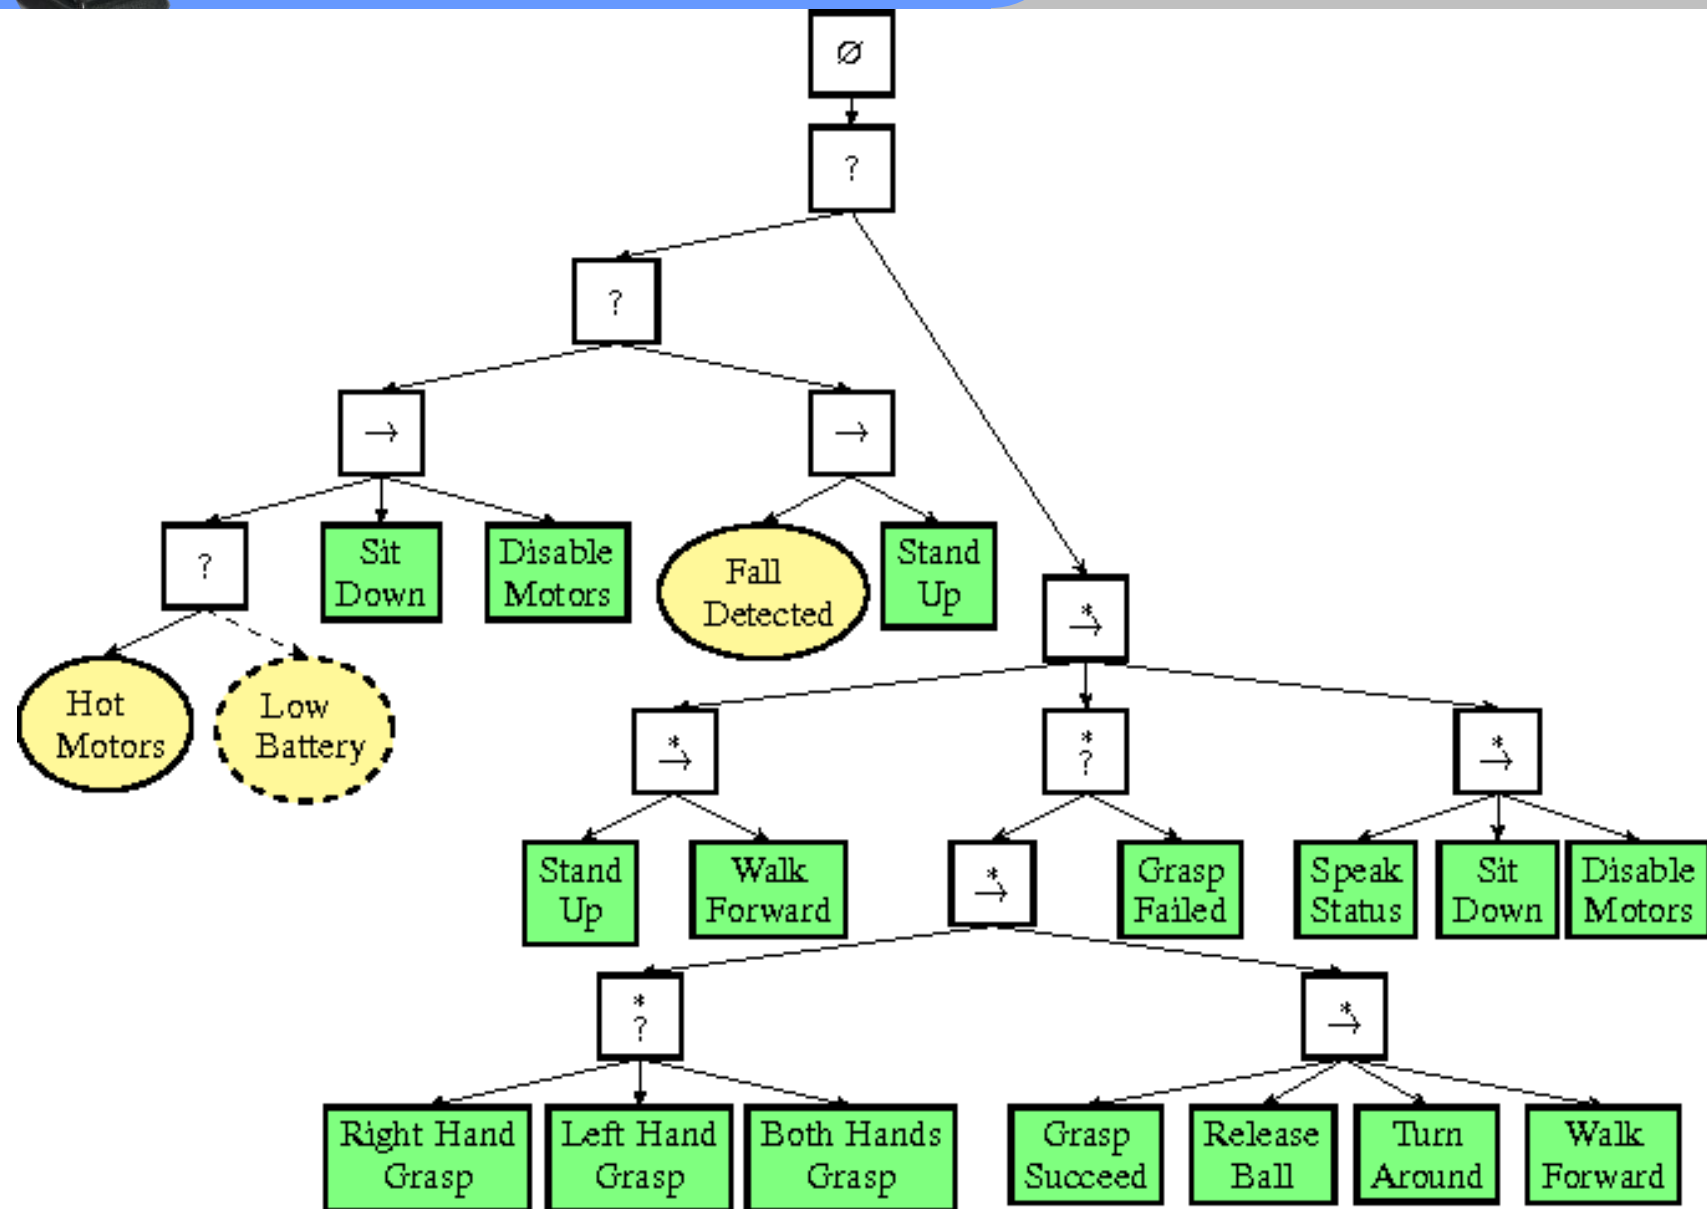 ∅
?
?
→
→
?
Sit
Down
Disable
Motors
Fall
Detected
Stand
Up
*
→
Hot
Motors
Low
Battery
*
→
*
?
*
→
Stand
Up
Walk
Forward
*
→
Grasp
Failed
Speak
Status
Sit
Down
Disable
Motors
*
?
*
→
Right Hand
Grasp
Left Hand
Grasp
Both Hands
Grasp
Grasp
Succeed
Release
Ball
Turn
Around
Walk
Forward